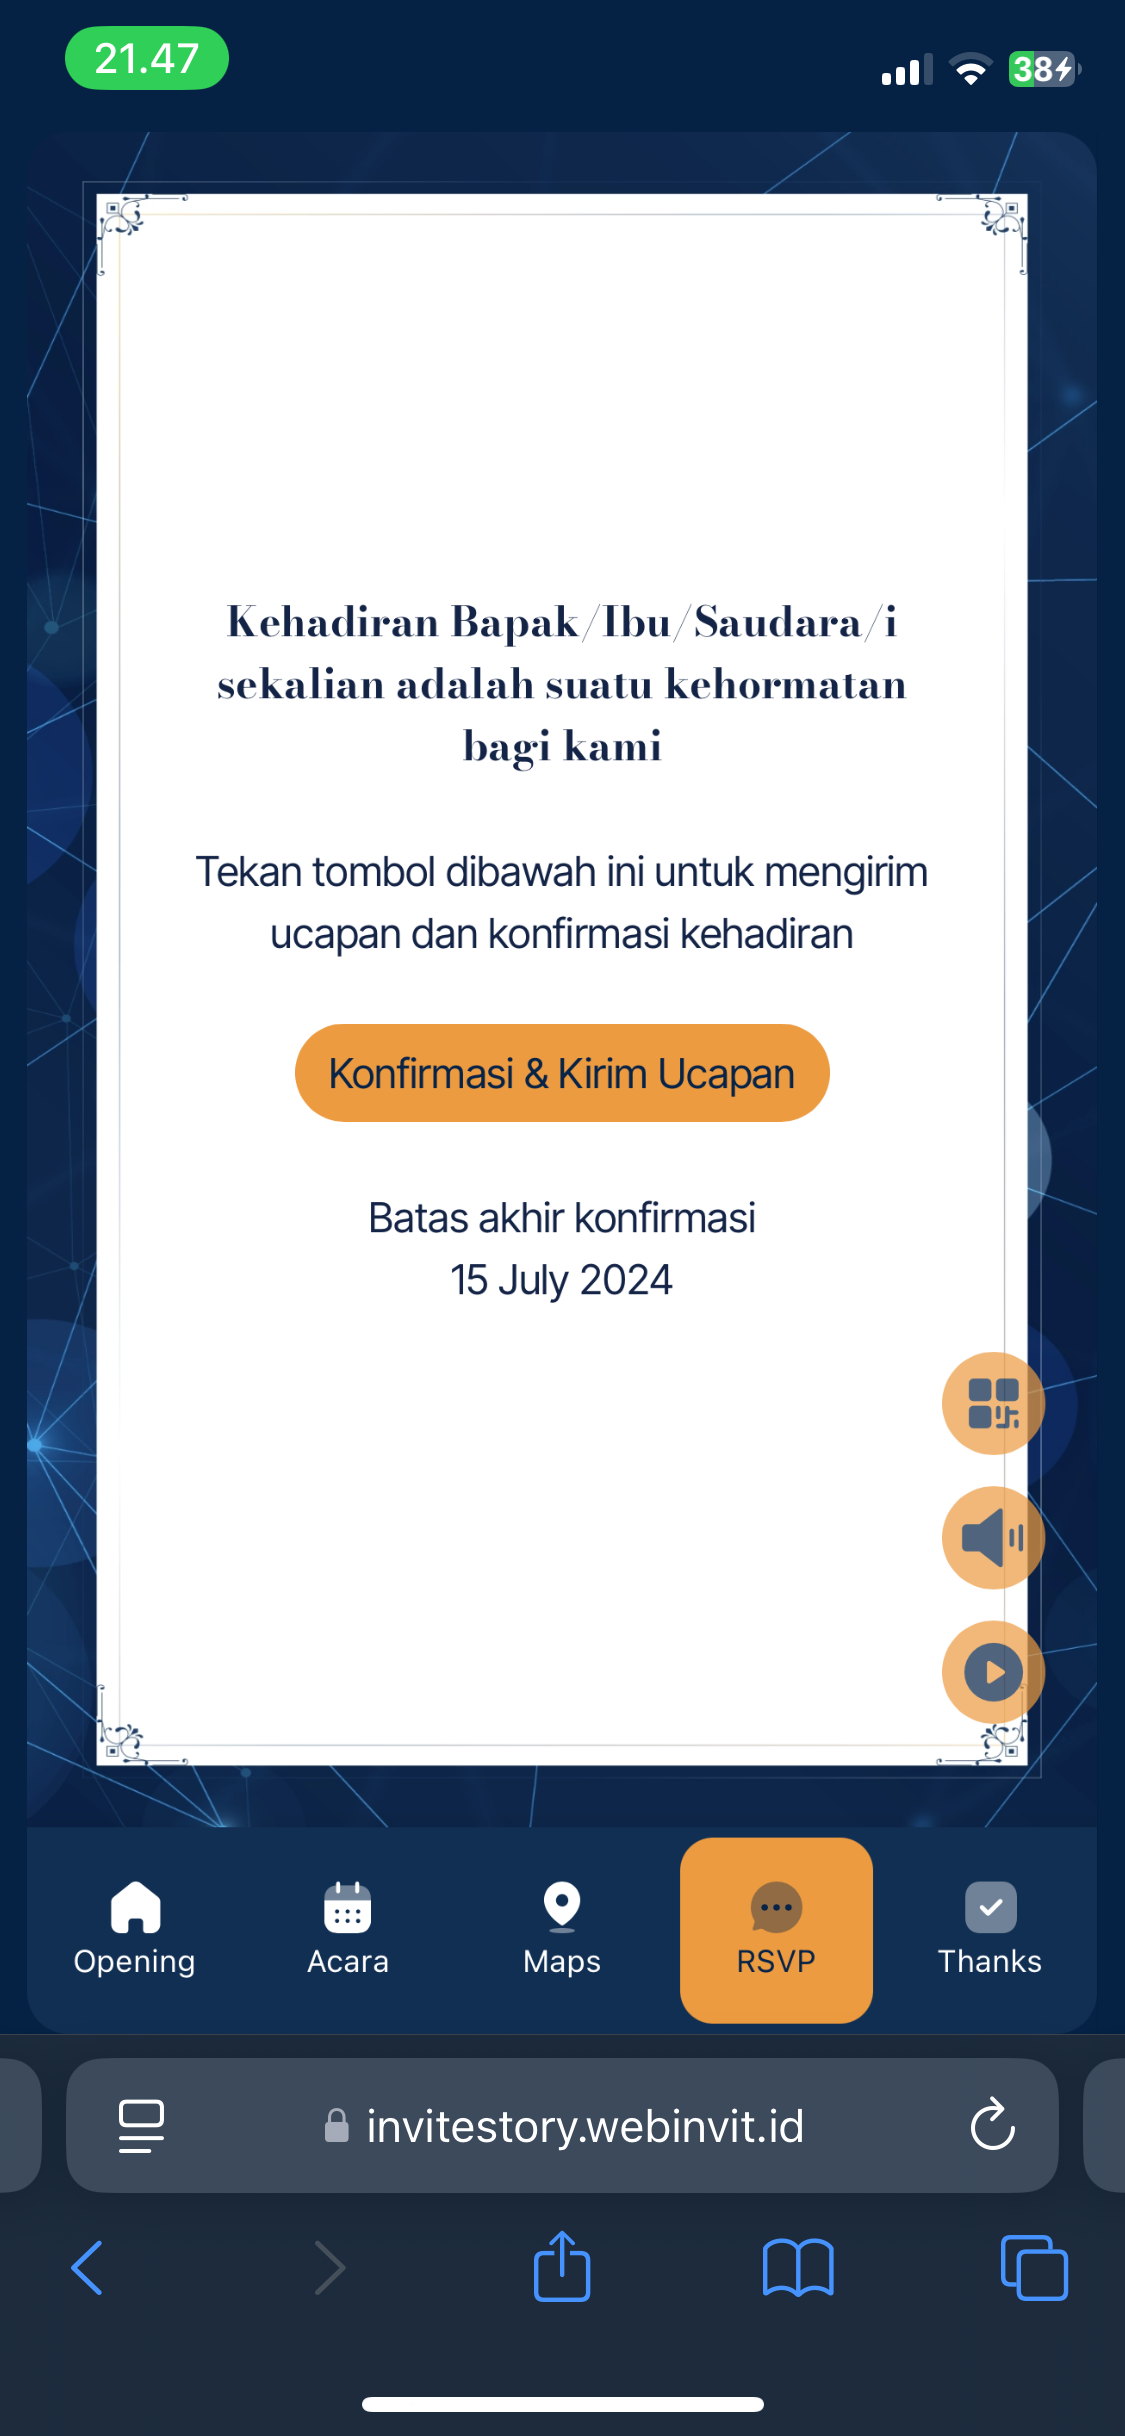 21.47
38
Kehadiran Bapak/Ibu/Saudara/i
sekalian adalah suatu kehormatan
bagi kami
Tekan tombol dibawah ini untuk mengirim
ucapan dan konfirmasi kehadiran
Konfirmasi & Kirim Ucapan
Batas akhir konfirmasi
15 July 2024
Opening
Acara
Maps
RSVP
Thanks
invitestory.webinvit.id